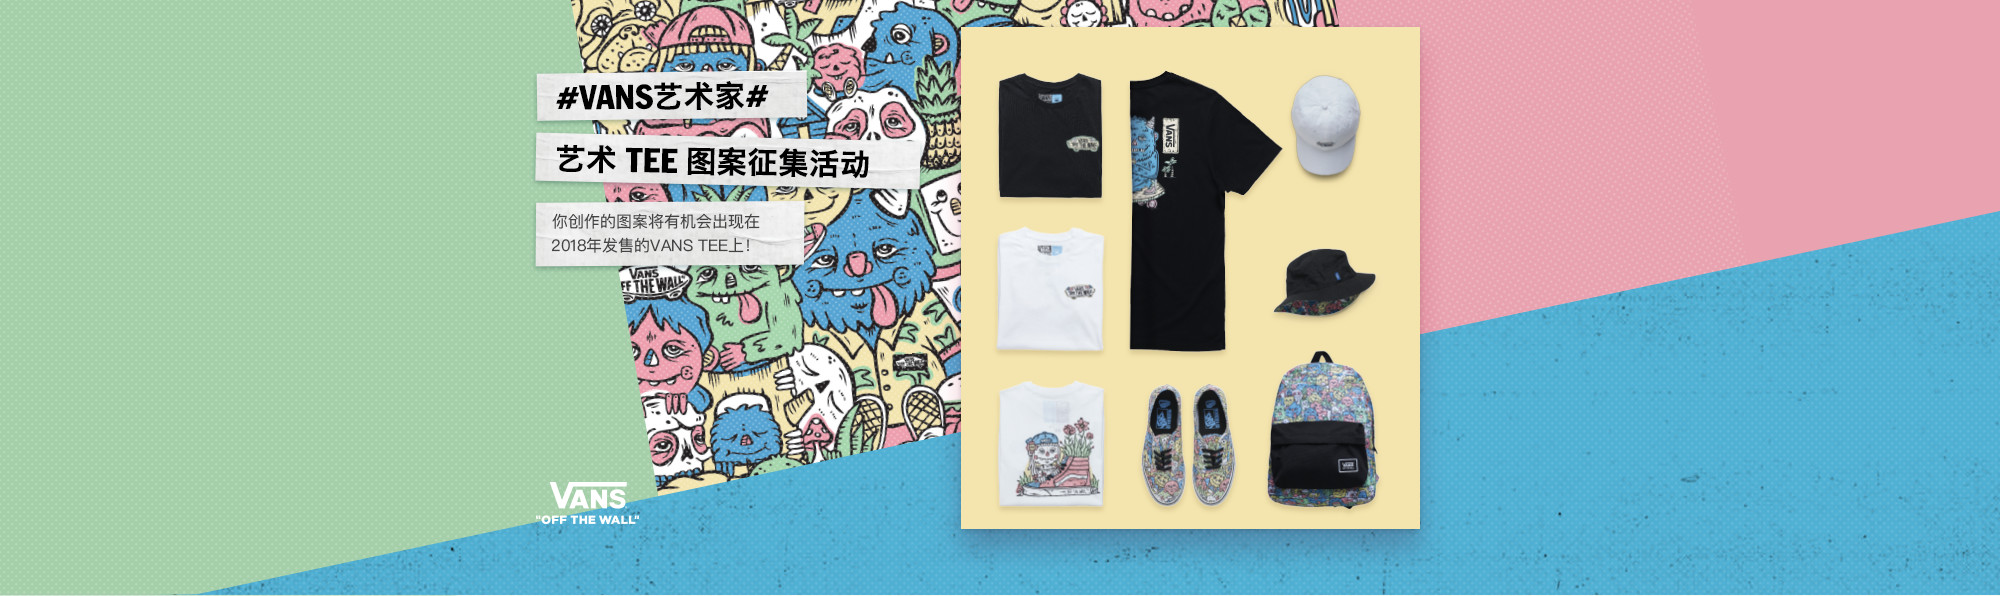 #VANS艺术家#
艺术 TEE 图案征集活动
你创作的图案将有机会出现在
2018年发售的VANS TEE上！
VANS
OFF THE WALL
VANS
"OFF THE WALL"
VANS